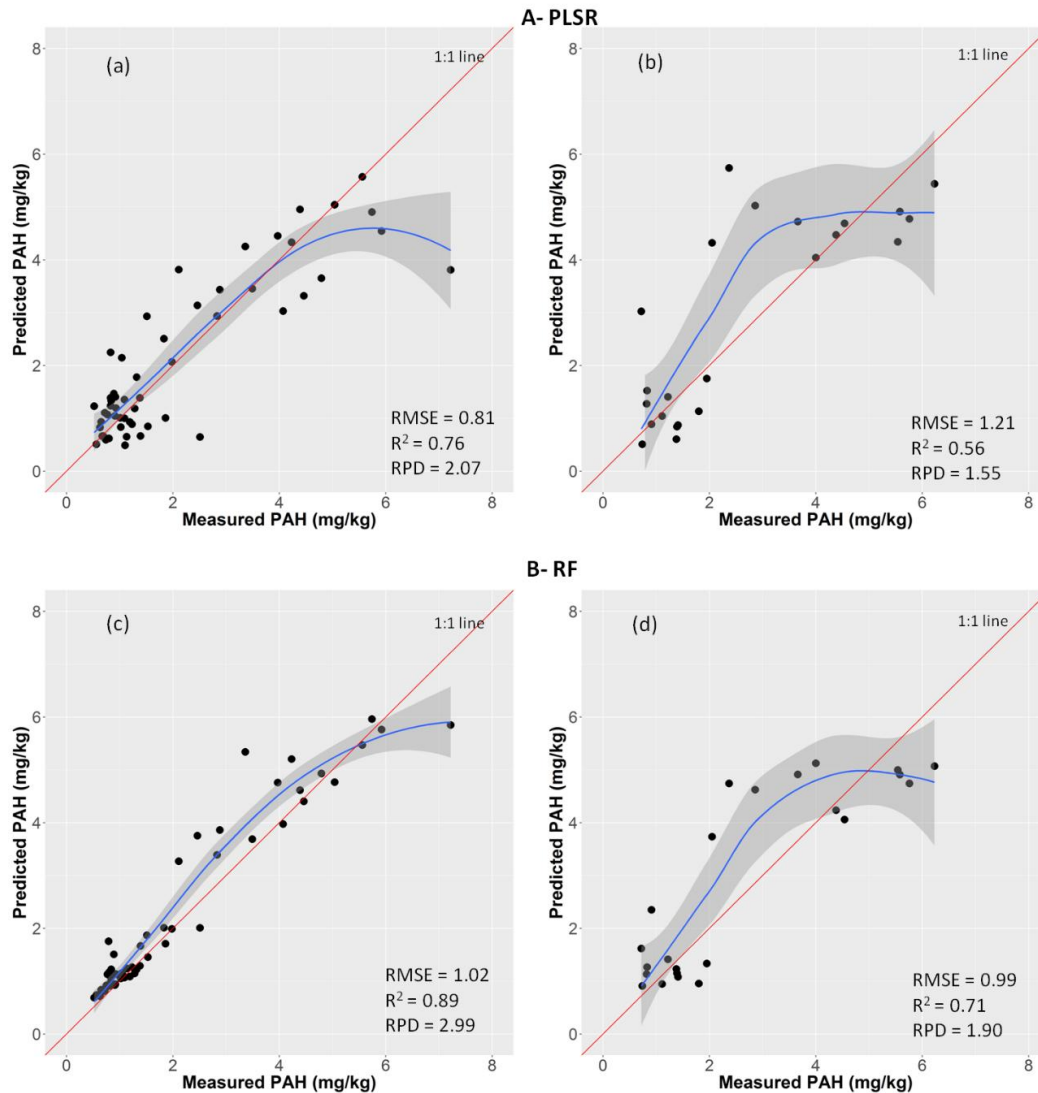 A- PLSR
(a)
1:1 line
8
6
4
2
0
Predicted PAH (mg/kg)
RMSE = 0.81
R² = 0.76
RPD = 2.07
0 2 4 6 8
Measured PAH (mg/kg)
(b)
1:1 line
8
6
4
2
0
Predicted PAH (mg/kg)
RMSE = 1.21
R² = 0.56
RPD = 1.55
0 2 4 6 8
Measured PAH (mg/kg)
B- RF
(c)
1:1 line
8
6
4
2
0
Predicted PAH (mg/kg)
RMSE = 1.02
R² = 0.89
RPD = 2.99
0 2 4 6 8
Measured PAH (mg/kg)
(d)
1:1 line
8
6
4
2
0
Predicted PAH (mg/kg)
RMSE = 0.99
R² = 0.71
RPD = 1.90
0 2 4 6 8
Measured PAH (mg/kg)